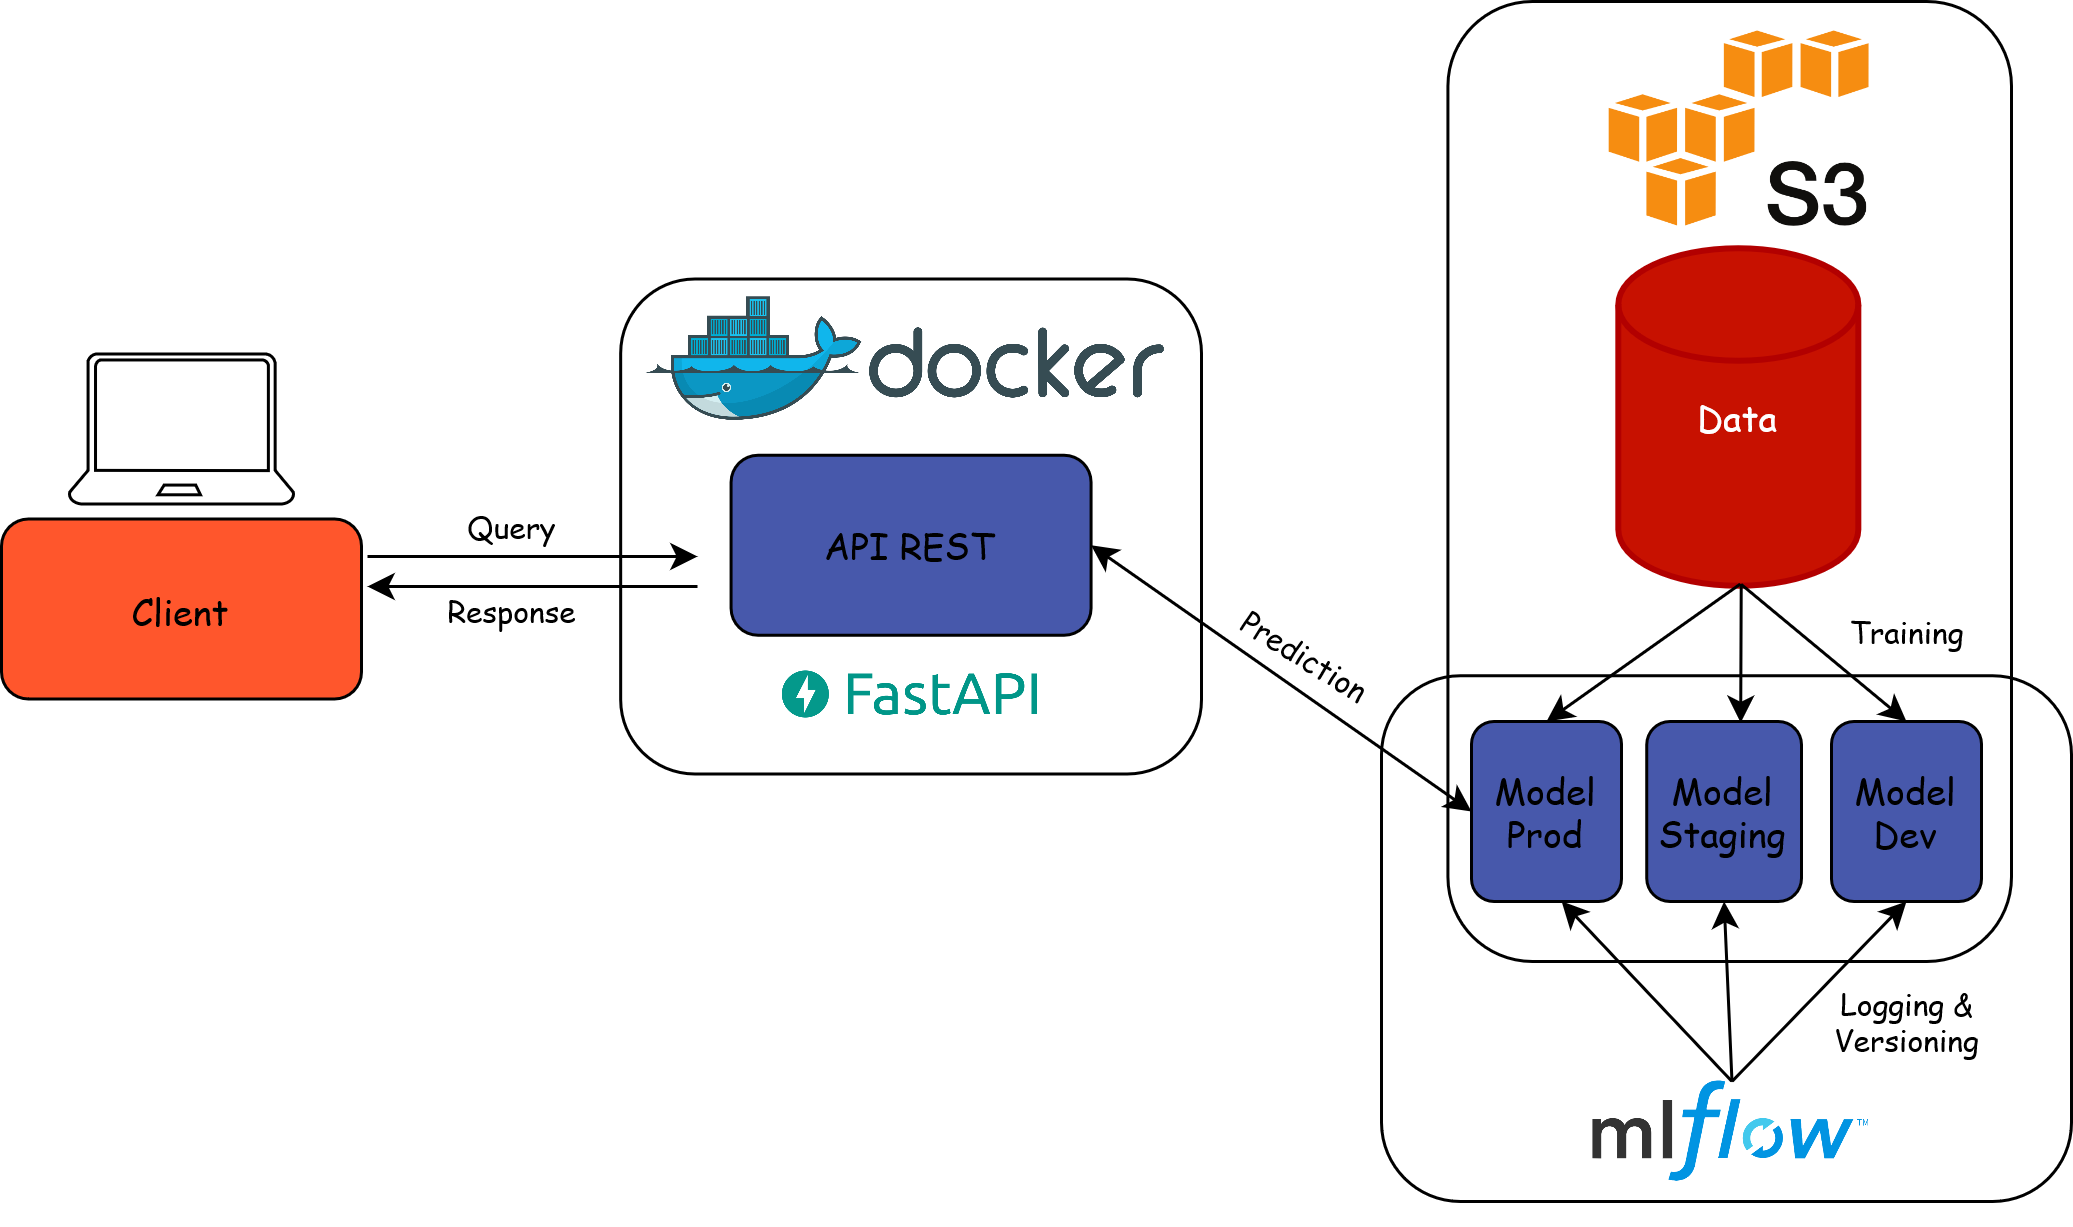 S3
docker
Data
Query
API REST
Client
Response
Prediction
Training
FastAPI
Model
Prod
Model
Staging
Model
Dev
Logging &
Versioning
mlflow™